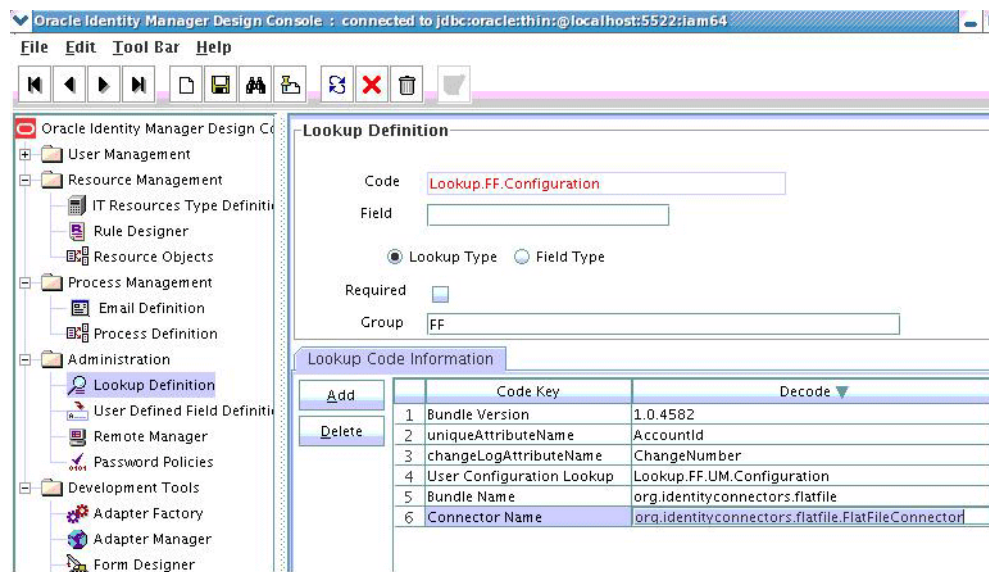 Oracle Identity Manager Design Console : connected to jdbc:oracle:thin:@localhost:5522:iam64
File Edit Tool Bar Help
Oracle Identity Manager Design Co
User Management
Resource Management
IT Resources Type Definiti
Rule Designer
Resource Objects
Process Management
Email Definition
Process Definition
Administration
Lookup Definition
User Defined Field Definiti
Remote Manager
Password Policies
Development Tools
Adapter Factory
Adapter Manager
Form Designer
Lookup Definition
Code Lookup.FF.Configuration
Field
Lookup Type Field Type
Required
Group FF
Lookup Code Information
Add
Delete
Code Key Decode
1 Bundle Version 1.0.4582
2 uniqueAttributeName AccountId
3 changeLogAttributeName ChangeNumber
4 User Configuration Lookup Lookup.FF.UM.Configuration
5 Bundle Name org.identityconnectors.flatfile
6 Connector Name org.identityconnectors.flatfile.FlatFileConnector